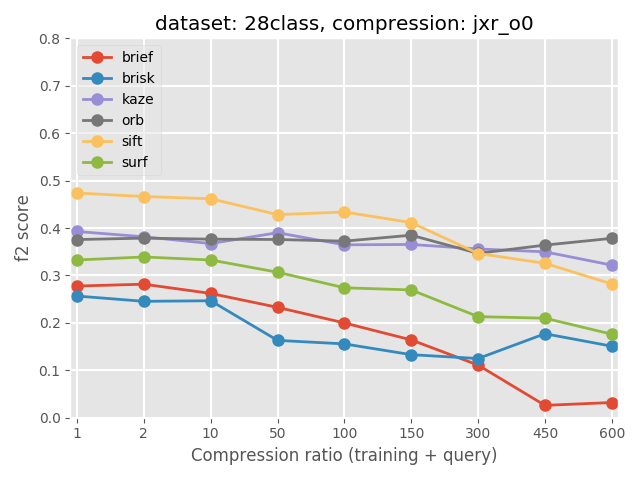 dataset: 28class, compression: jxr_o0
0.8
0.7
0.6
0.5
0.4
0.3
0.2
0.1
0.0
f2 score
brief
brisk
kaze
orb
sift
surf
1 2 10 50 100 150 300 450 600
Compression ratio (training + query)